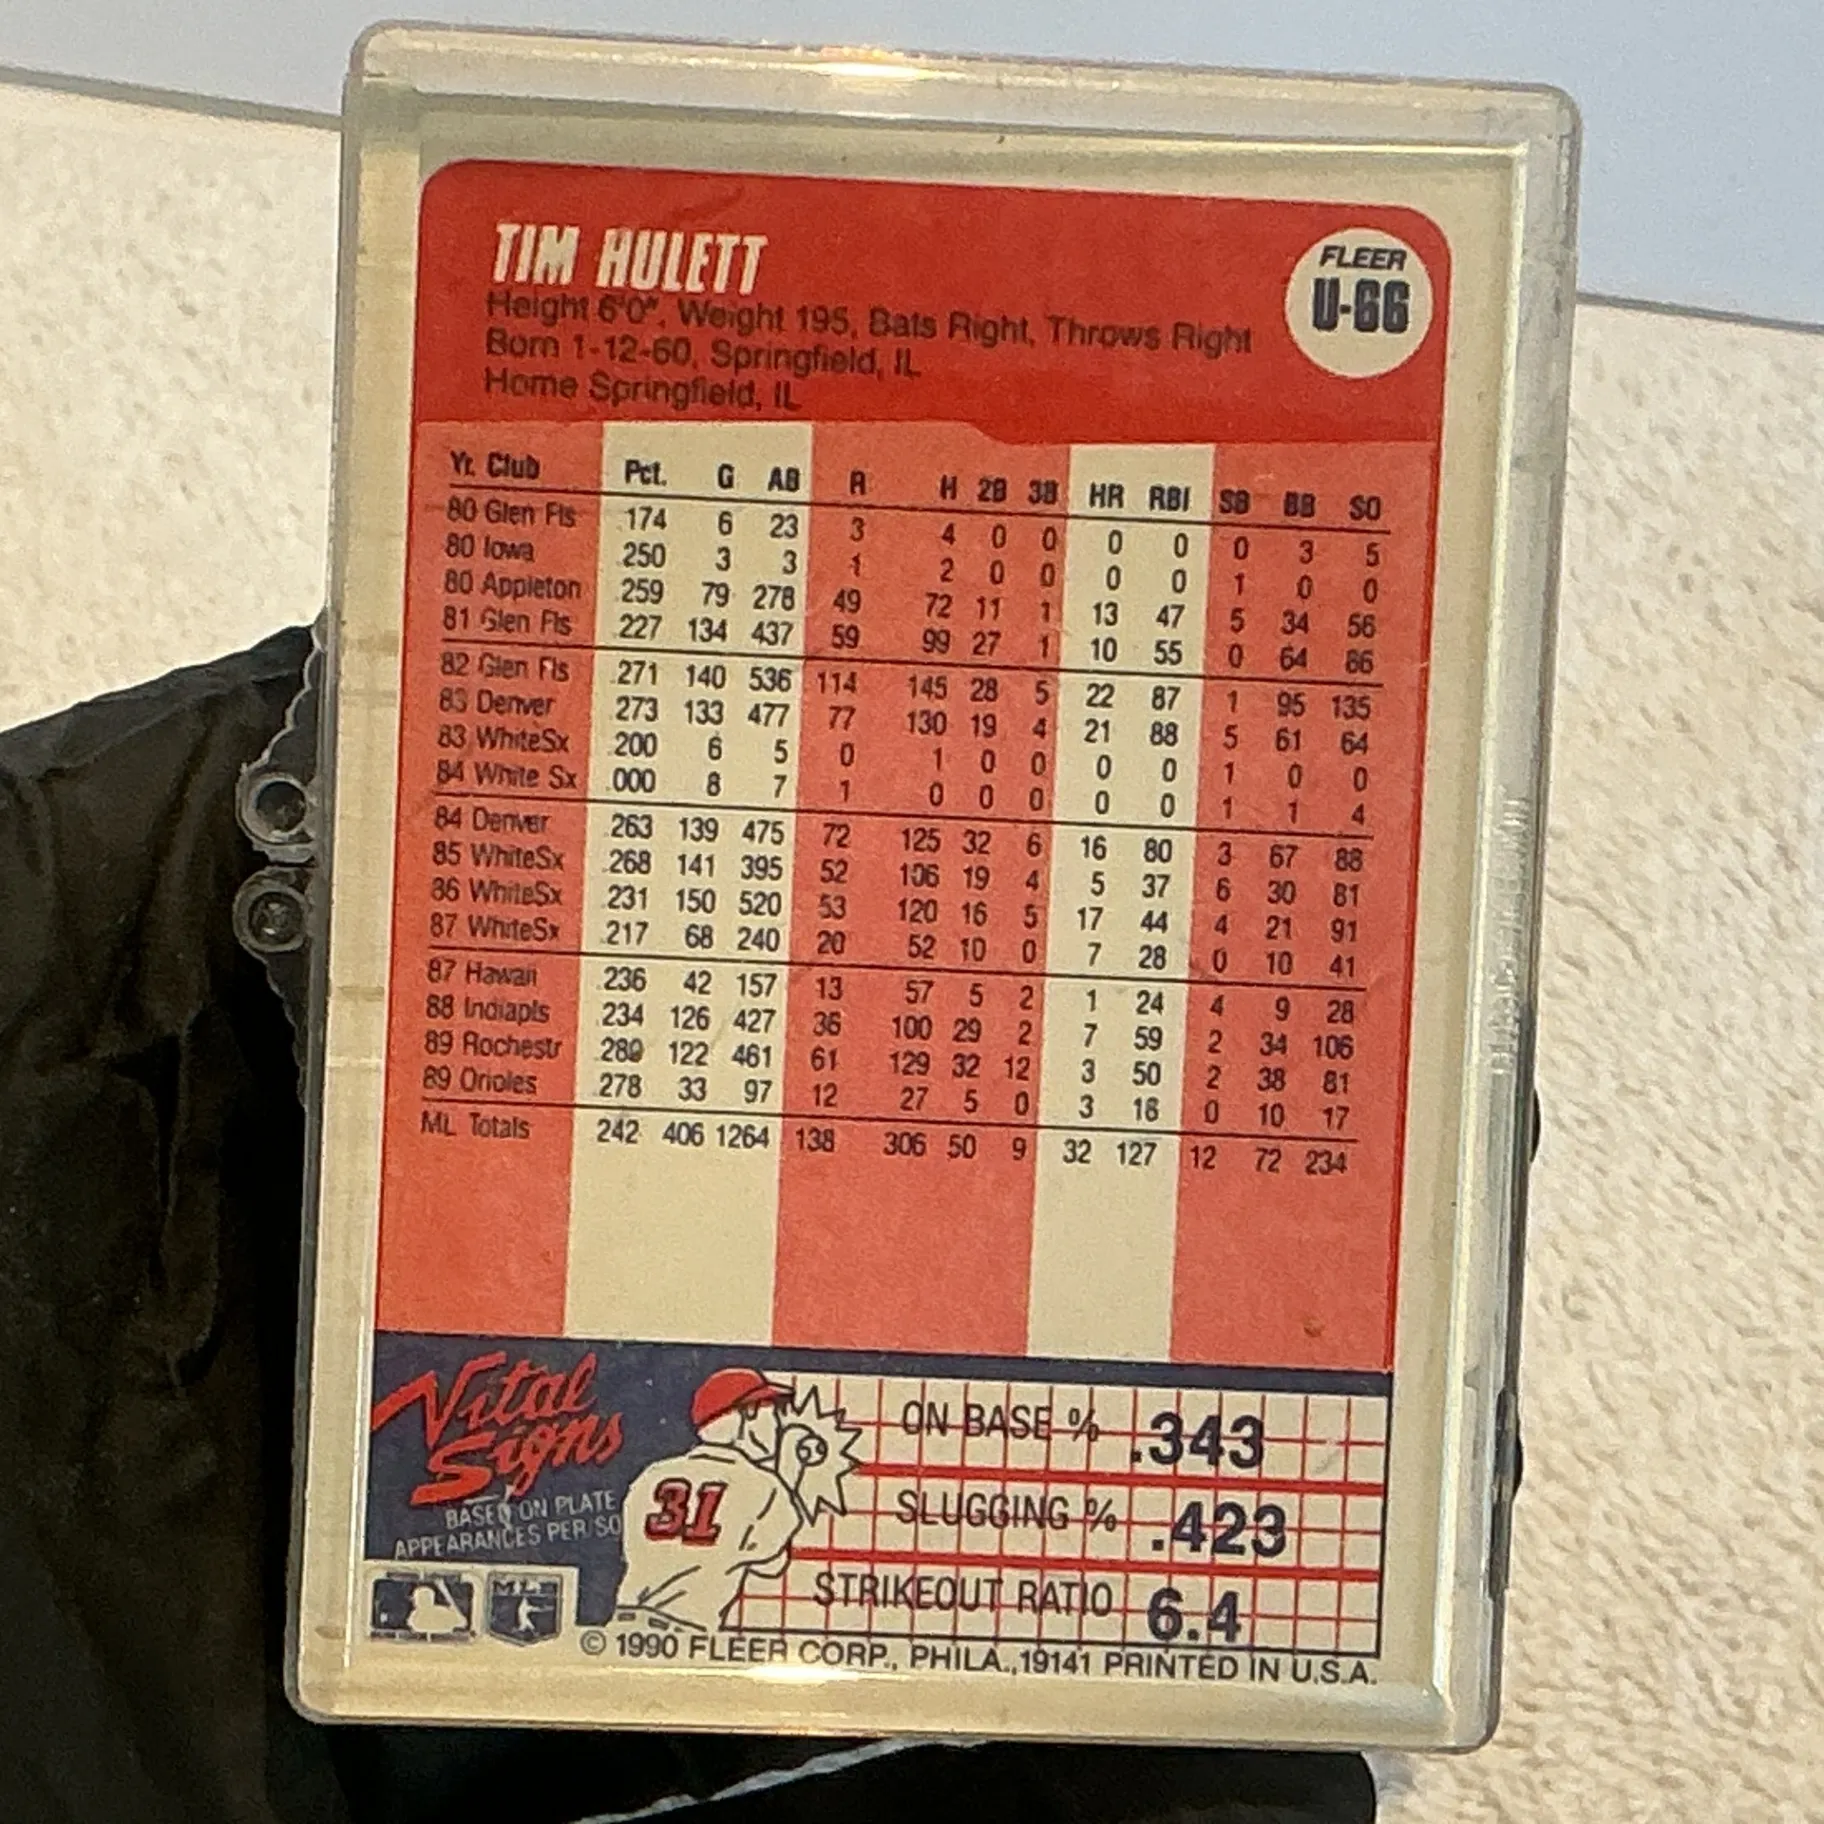 TIM HULETT
FLEER
U-66
Height 6'0", Weight 195, Bats Right, Throws Right
Born 1-12-60, Springfield, IL
Home Springfield, IL
Yr. Club Pct. G AB R H 2B 3B HR RBI SB BB SO
80 Glen Fls .174 6 23 3 4 0 0 0 0 0 3 5
80 Iowa .250 3 3 1 2 0 0 0 0 1 0 0
80 Appleton .259 79 278 49 72 11 1 13 47 5 34 56
81 Glen Fls .227 134 437 59 99 27 1 10 55 0 64 86
82 Glen Fls .271 140 536 114 145 28 5 22 87 1 95 135
83 Denver .273 133 477 77 130 19 4 21 88 5 61 64
83 WhiteSx .200 6 5 0 1 0 0 0 0 1 0 0
84 White Sx .000 8 7 1 0 0 0 0 0 1 1 4
84 Denver .263 139 475 72 125 32 6 16 80 3 67 88
85 WhiteSx .268 141 395 52 106 19 4 5 37 6 30 81
86 WhiteSx .231 150 520 53 120 16 5 17 44 4 21 91
87 WhiteSx .217 68 240 20 52 10 0 7 28 0 10 41
87 Hawaii .236 42 157 13 57 5 2 1 24 4 9 28
88 Indiapls .234 126 427 36 100 29 2 7 59 2 34 106
89 Rochestr .280 122 461 61 129 32 12 3 50 2 38 81
89 Orioles .278 33 97 12 27 5 0 3 18 0 10 17
ML Totals .242 406 1264 138 306 50 9 32 127 12 72 234
Vital
Signs
BASED ON PLATE
APPEARANCES PER/SO
31
ON BASE % .343
SLUGGING % .423
STRIKEOUT RATIO 6.4
© 1990 FLEER CORP., PHILA., 19141 PRINTED IN U.S.A.